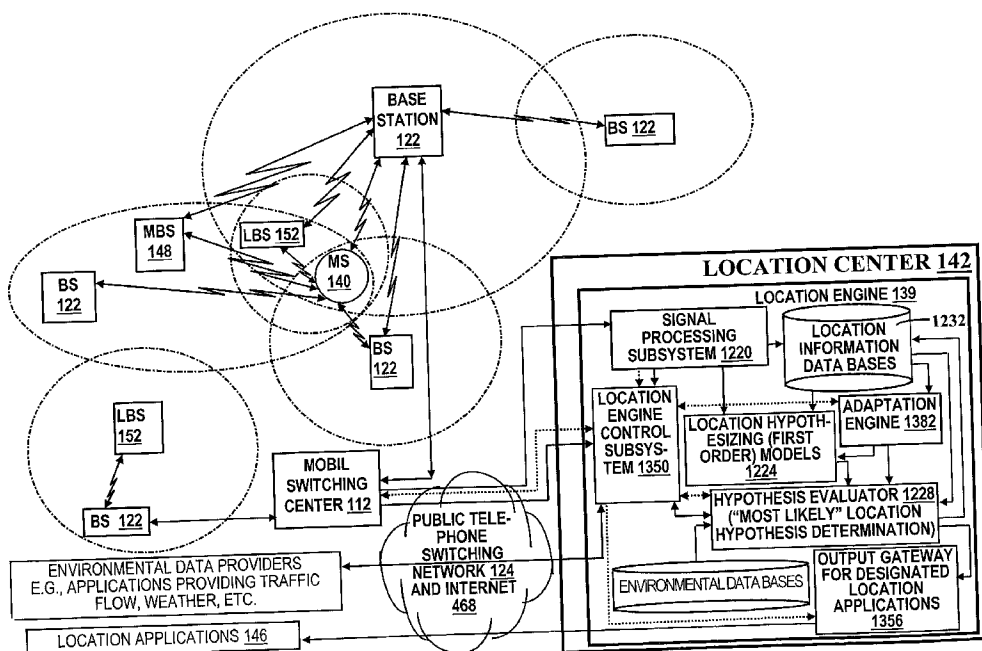 BASE
STATION
122
BS 122
MBS
148
LBS 152
MS
140
BS
122
BS
122
LBS
152
BS 122
MOBIL
SWITCHING
CENTER 112
PUBLIC TELE-
PHONE
SWITCHING
NETWORK 124
AND INTERNET
468
ENVIRONMENTAL DATA PROVIDERS
E.G., APPLICATIONS PROVIDING TRAFFIC
FLOW, WEATHER, ETC.
LOCATION APPLICATIONS 146
LOCATION CENTER 142
LOCATION ENGINE 139
SIGNAL
PROCESSING
SUBSYSTEM 1220
LOCATION
INFORMATION
DATA BASES
1232
LOCATION
ENGINE
CONTROL
SUBSYS-
TEM 1350
LOCATION HYPOTH-
ESIZING (FIRST
ORDER) MODELS
1224
ADAPTATION
ENGINE
1382
HYPOTHESIS EVALUATOR 1228
("MOST LIKELY" LOCATION
HYPOTHESIS DETERMINATION)
ENVIRONMENTAL DATA BASES
OUTPUT GATEWAY
FOR DESIGNATED
LOCATION
APPLICATIONS
1356